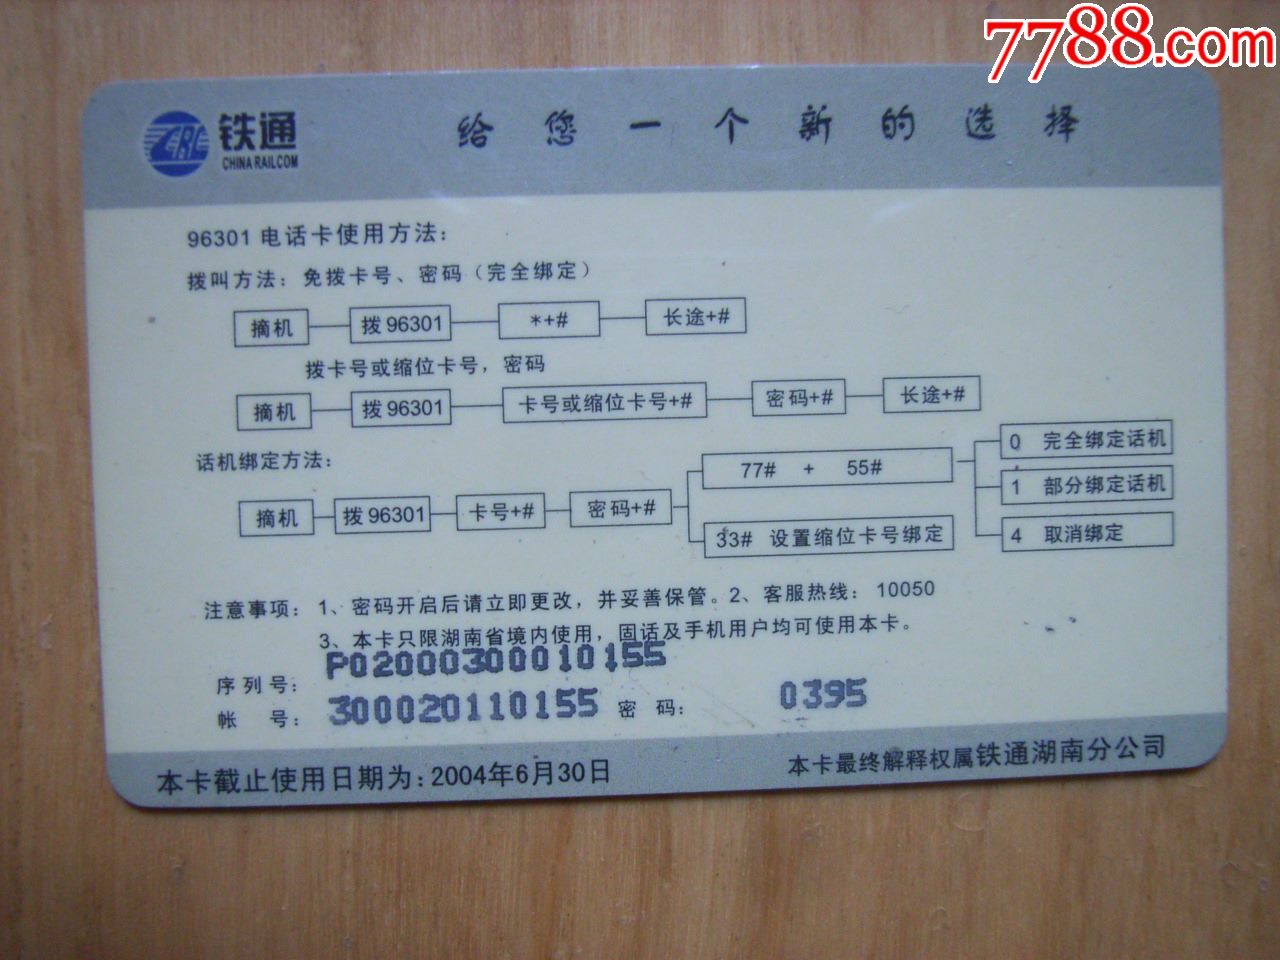 7788.com
铁通
CHINA RAILCOM
给您一个新的选择
96301 电话卡使用方法:
拨叫方法: 免拨卡号、密码(完全绑定)
摘机 拨 96301 *+# 长途+#
拨卡号或缩位卡号, 密码
摘机 拨 96301 卡号或缩位卡号+# 密码+# 长途+#
话机绑定方法:
摘机 拨 96301 卡号+# 密码+#
77# + 55#
33# 设置缩位卡号绑定
0 完全绑定话机
1 部分绑定话机
4 取消绑定
注意事项: 1、密码开启后请立即更改, 并妥善保管。2、客服热线: 10050
3、本卡只限湖南省境内使用, 固话及手机用户均可使用本卡。
序列号: P02000300010155
帐 号: 300020110155 密 码: 0395
本卡截止使用日期为: 2004年6月30日
本卡最终解释权属铁通湖南分公司